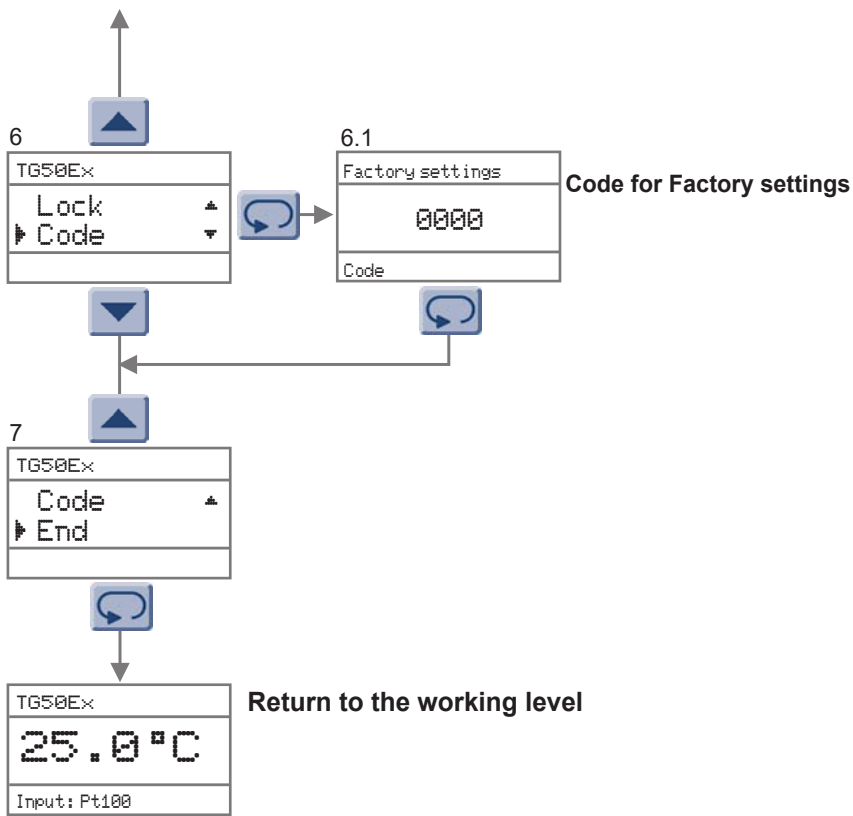 6
TG50Ex
Lock
Code
6.1
Factory settings
0000
Code
Code for Factory settings
7
TG50Ex
Code
End
TG50Ex
25.0°C
Input: Pt100
Return to the working level